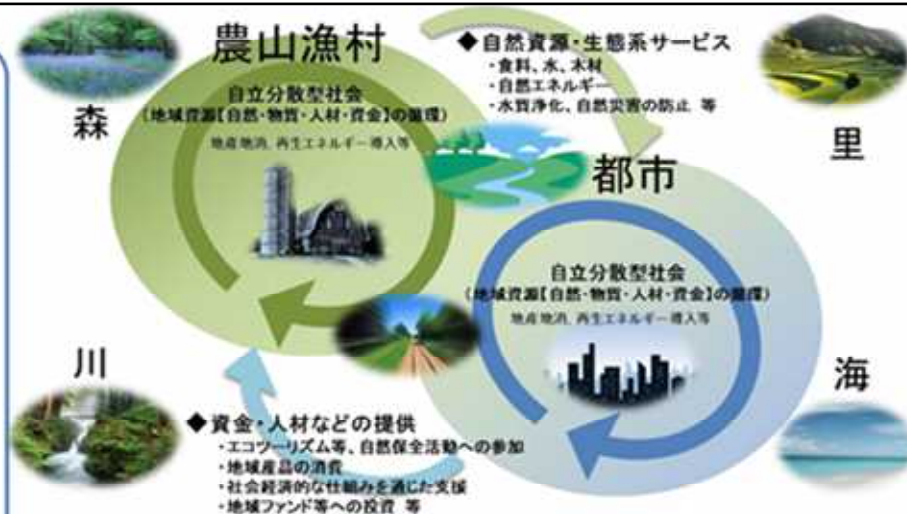 農山漁村
森
自立分散型社会
(地域資源【自然・物質・人材・資金】の循環)
地産地消、再生エネルギー導入等
◆自然資源・生態系サービス
・食料、水、木材
・自然エネルギー
・水質浄化、自然災害の防止 等
里
都市
自立分散型社会
(地域資源【自然・物質・人材・資金】の循環)
地産地消、再生エネルギー導入等
川
海
◆資金・人材などの提供
・エコツーリズム等、自然保全活動への参加
・地域産品の消費
・社会経済的な仕組みを通じた支援
・地域ファンド等への投資 等